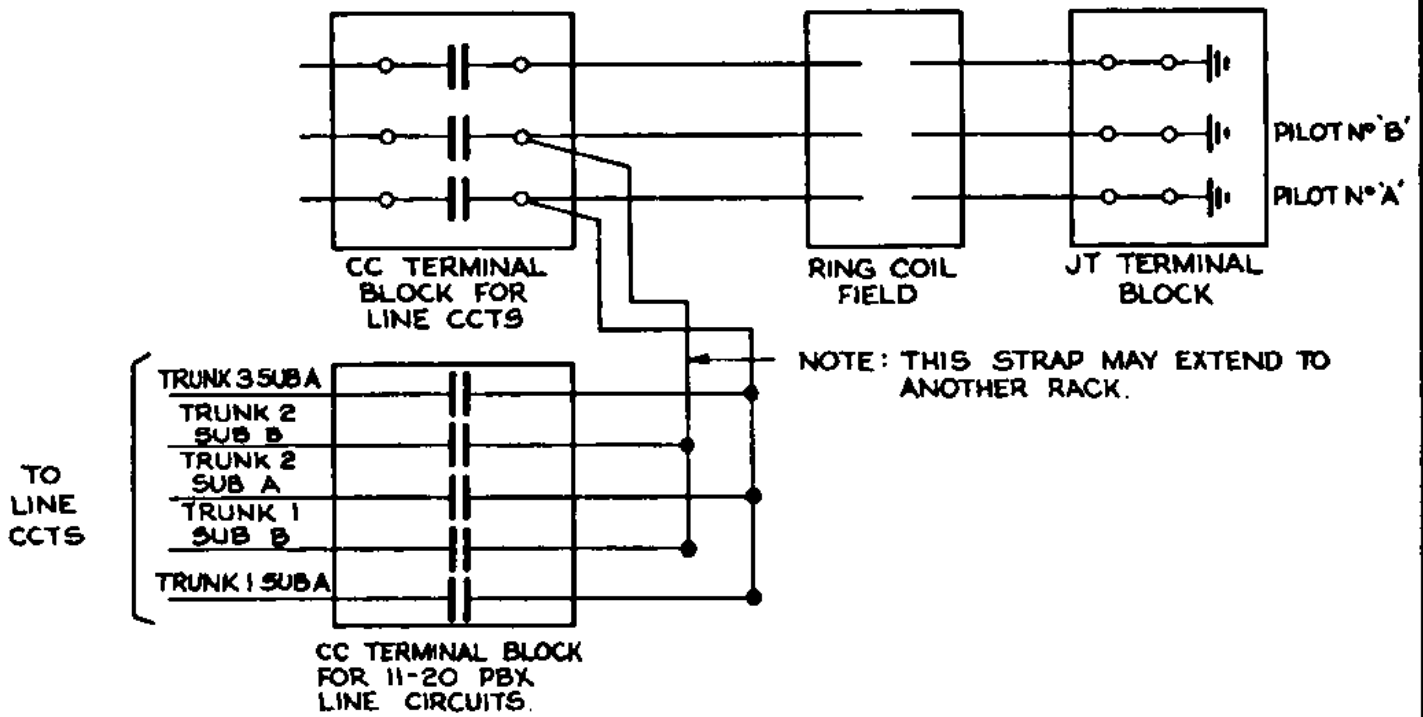 PILOT Nº 'B'
PILOT Nº 'A'
CC TERMINAL
BLOCK FOR
LINE CCTS
RING COIL
FIELD
JT TERMINAL
BLOCK
NOTE: THIS STRAP MAY EXTEND TO
ANOTHER RACK.
TO
LINE
CCTS
TRUNK 3 SUB A
TRUNK 2
SUB B
TRUNK 2
SUB A
TRUNK 1
SUB B
TRUNK 1 SUB A
CC TERMINAL BLOCK
FOR 11-20 PBX
LINE CIRCUITS.